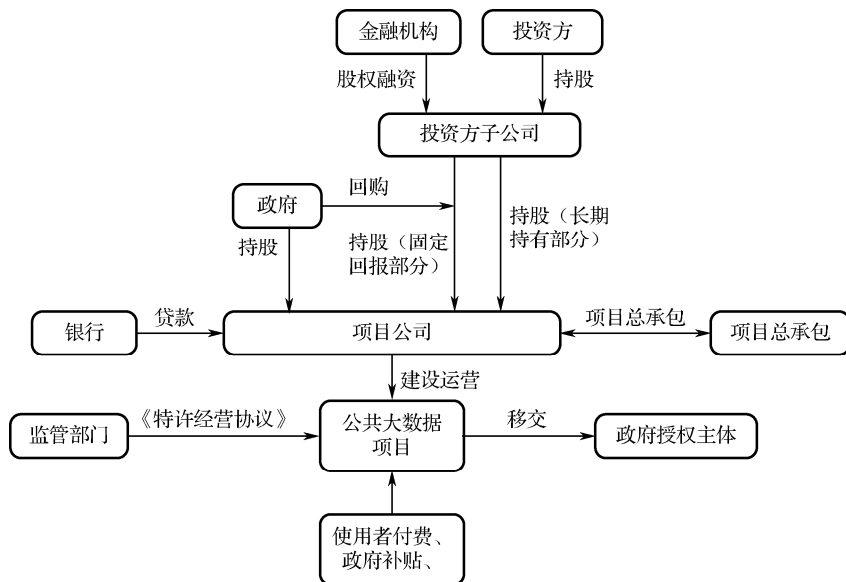 金融机构
投资方
股权融资
持股
投资方子公司
政府
回购
持股
持股（固定
回报部分）
持股（长期
持有部分）
银行
贷款
项目公司
项目总承包
项目总承包
建设运营
监管部门
《特许经营协议》
公共大数据
项目
移交
政府授权主体
使用者付费、
政府补贴、